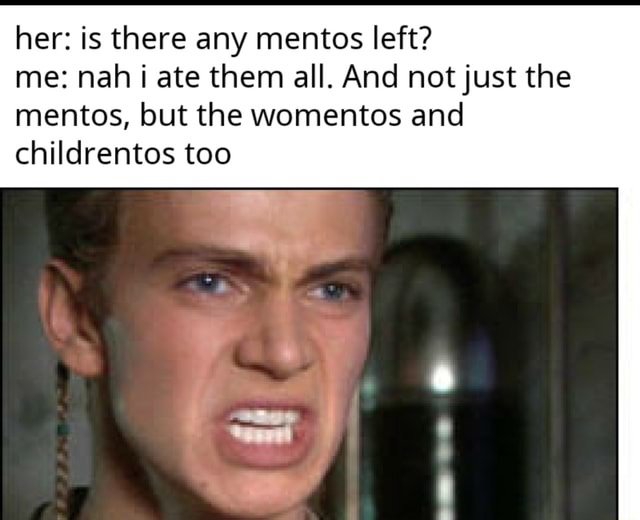 her: is there any mentos left?
me: nah i ate them all. And not just the
mentos, but the womentos and
childrentos too